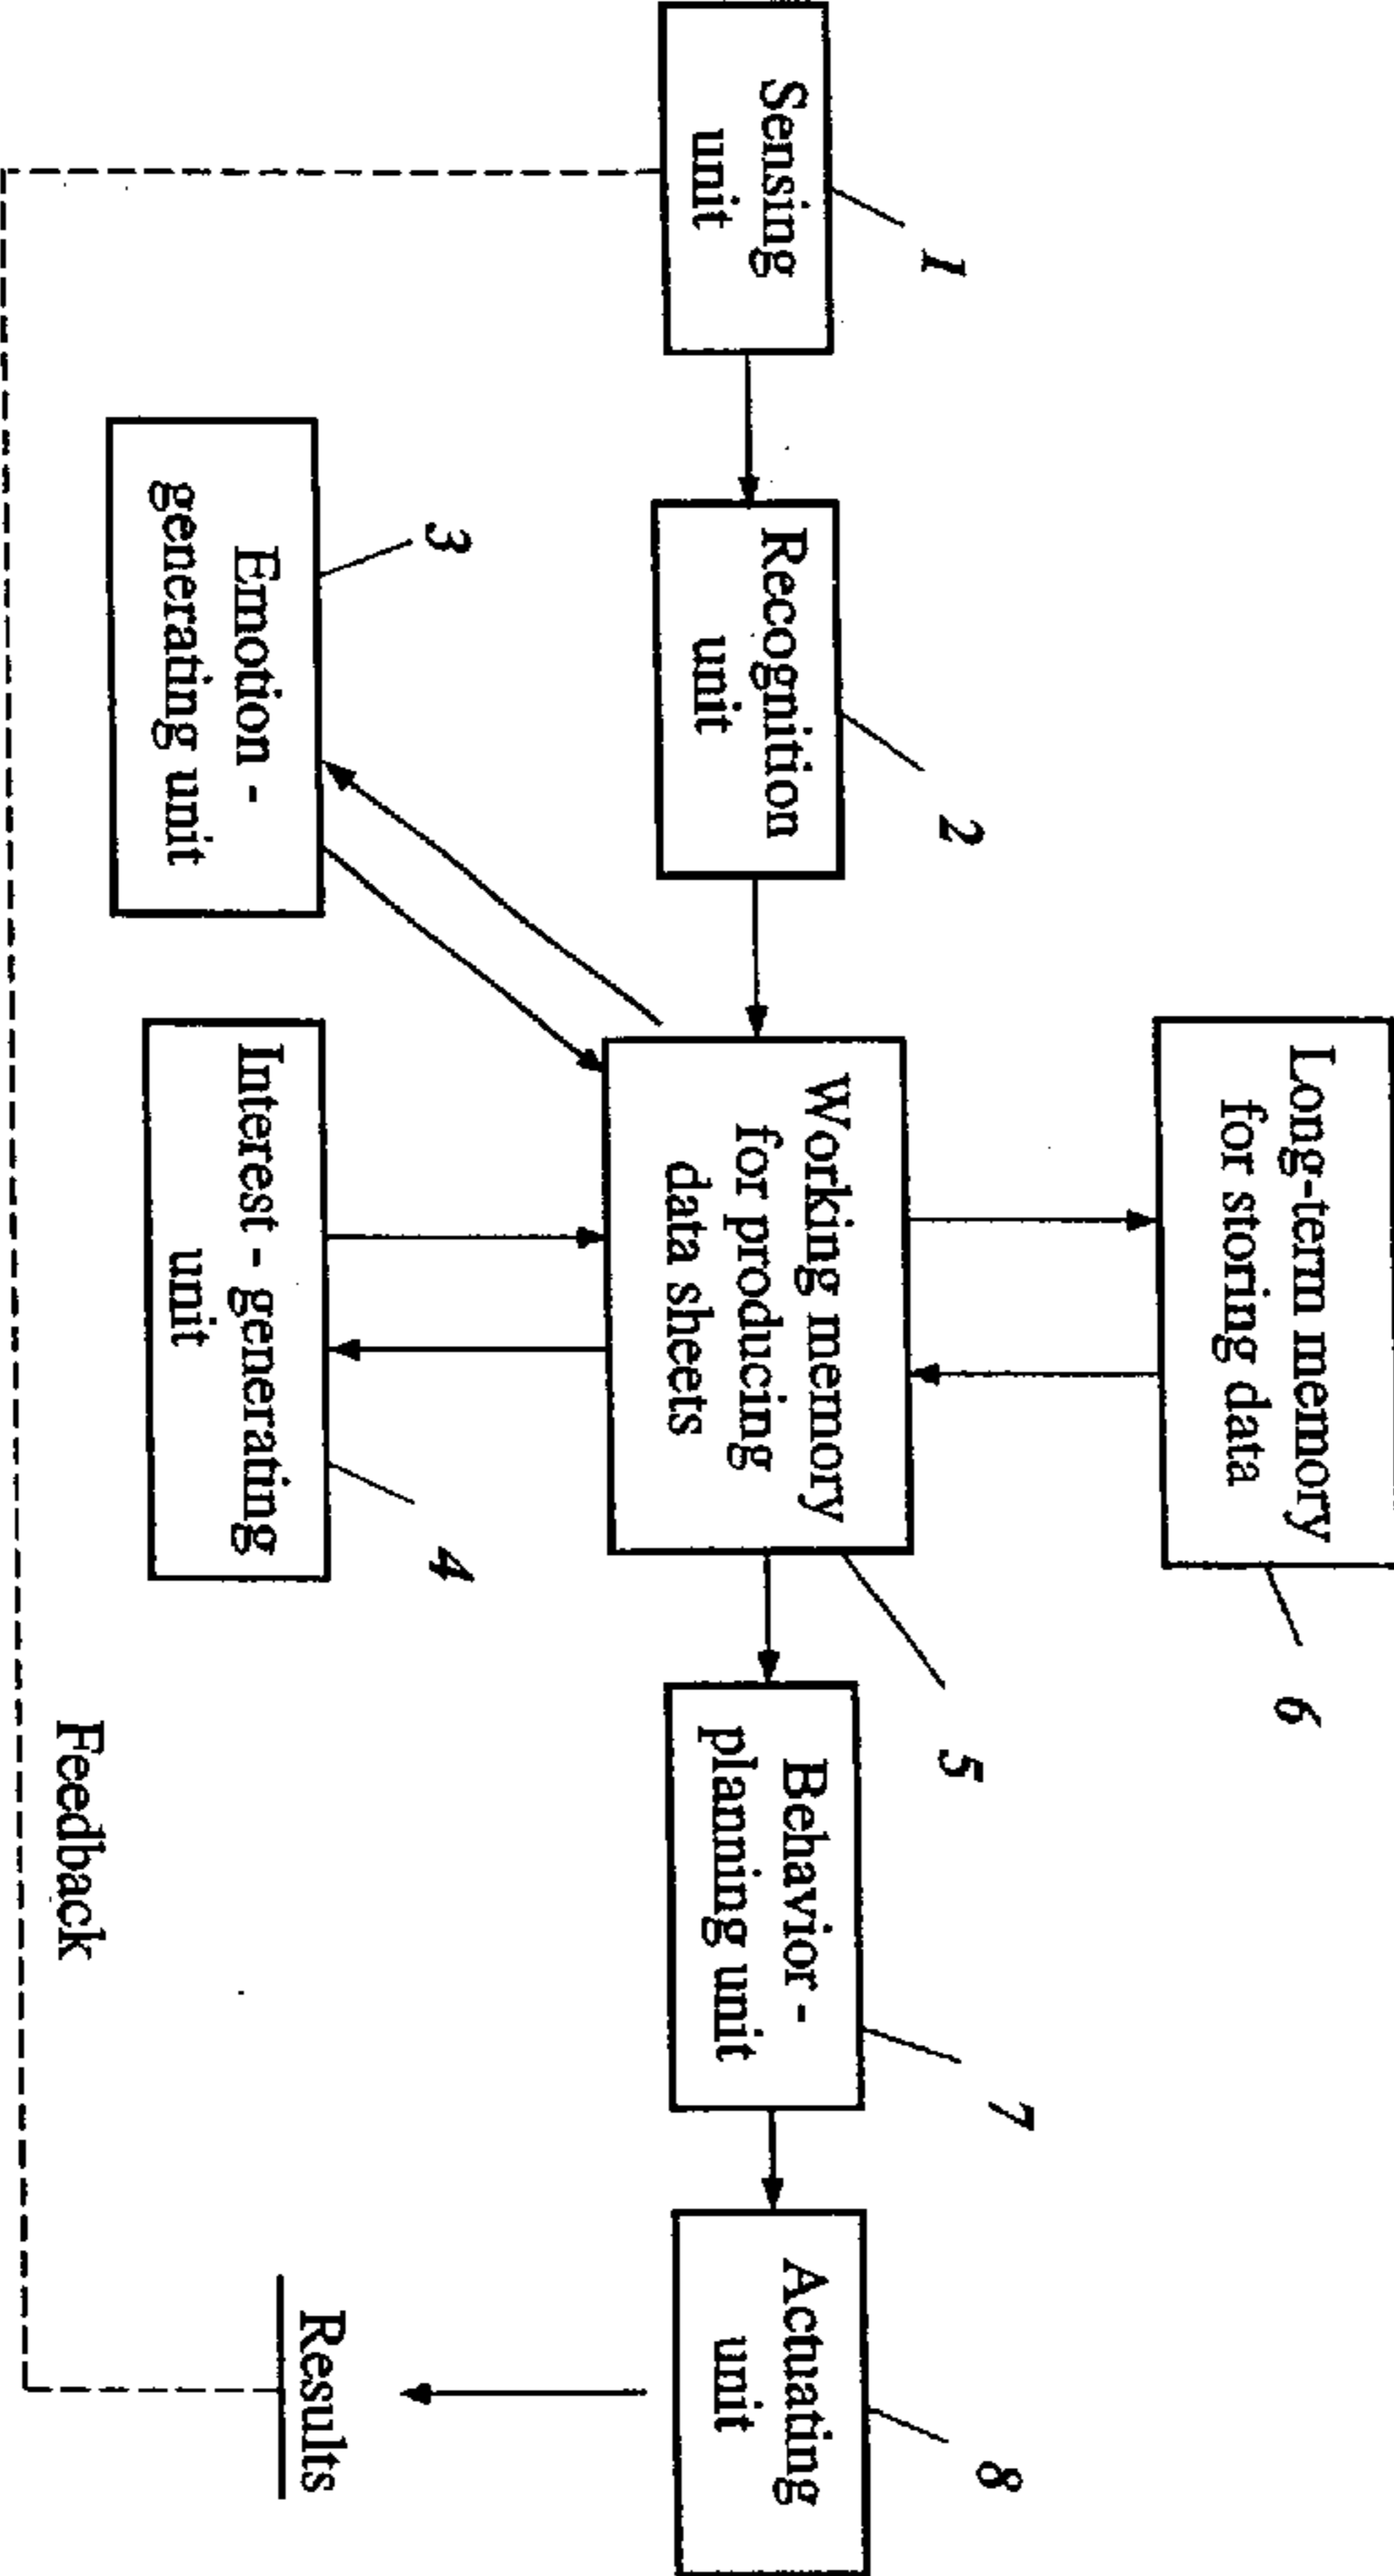 Long-term memory
for storing data
6
Sensing
unit
1
Recognition
unit
2
Working memory
for producing
data sheets
5
Behavior -
planning unit
7
Actuating
unit
8
Emotion -
generating unit
3
Interest - generating
unit
4
Results
Feedback